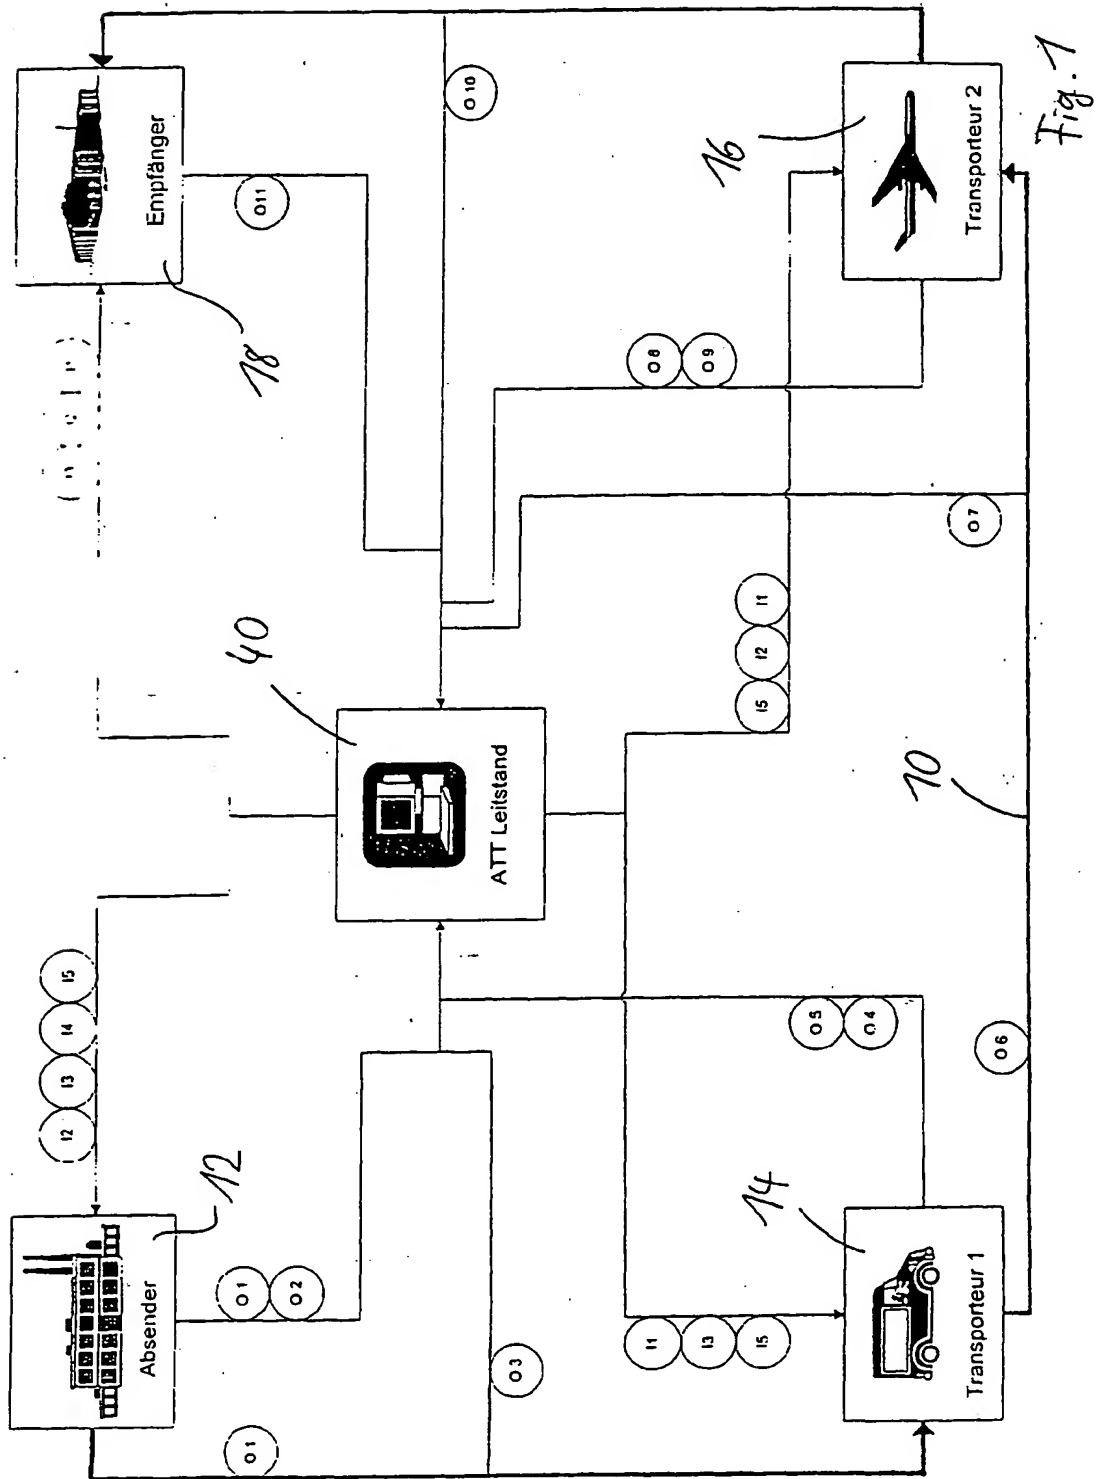 Absender
12
I2 I3 I4 I5
Empfänger
18
O 1
O 1
O 2
O 3
O11
O 10
ATT Leitstand
40
I1
I3
I5
I5 I2 I1
O 5
O 4
O 8
O 9
O 7
O 6
Transporteur 1
14
10
Transporteur 2
16
Fig. 1